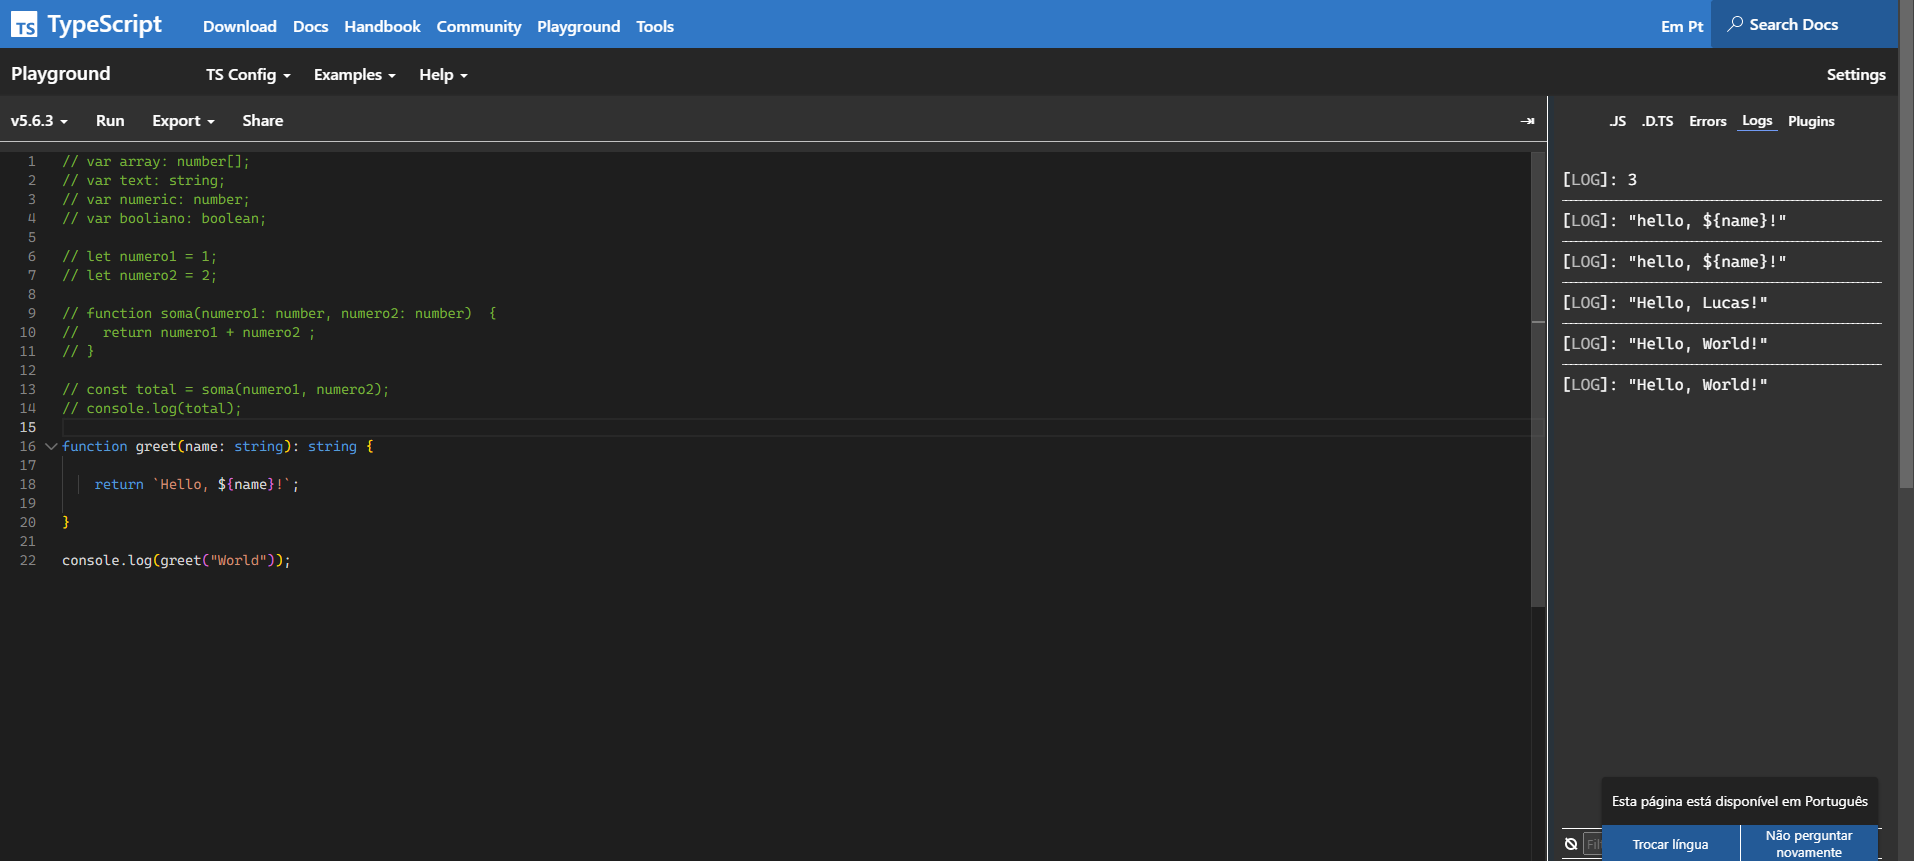 TS TypeScript Download Docs Handbook Community Playground Tools Em Pt Search Docs
Playground TS Config Examples Help Settings
v5.6.3 Run Export Share .JS .D.TS Errors Logs Plugins
1 // var array: number[];
2 // var text: string;
3 // var numeric: number;
4 // var booliano: boolean;
5
6 // let numero1 = 1;
7 // let numero2 = 2;
8
9 // function soma(numero1: number, numero2: number)  {
10 //   return numero1 + numero2 ;
11 // }
12
13 // const total = soma(numero1, numero2);
14 // console.log(total);
15
16 function greet(name: string): string {
17
18     return `Hello, ${name}!`;
19
20 }
21
22 console.log(greet("World"));
[LOG]: 3
[LOG]: "hello, ${name}!"
[LOG]: "hello, ${name}!"
[LOG]: "Hello, Lucas!"
[LOG]: "Hello, World!"
[LOG]: "Hello, World!"
Esta página está disponível em Português
Trocar língua
Não perguntar
novamente